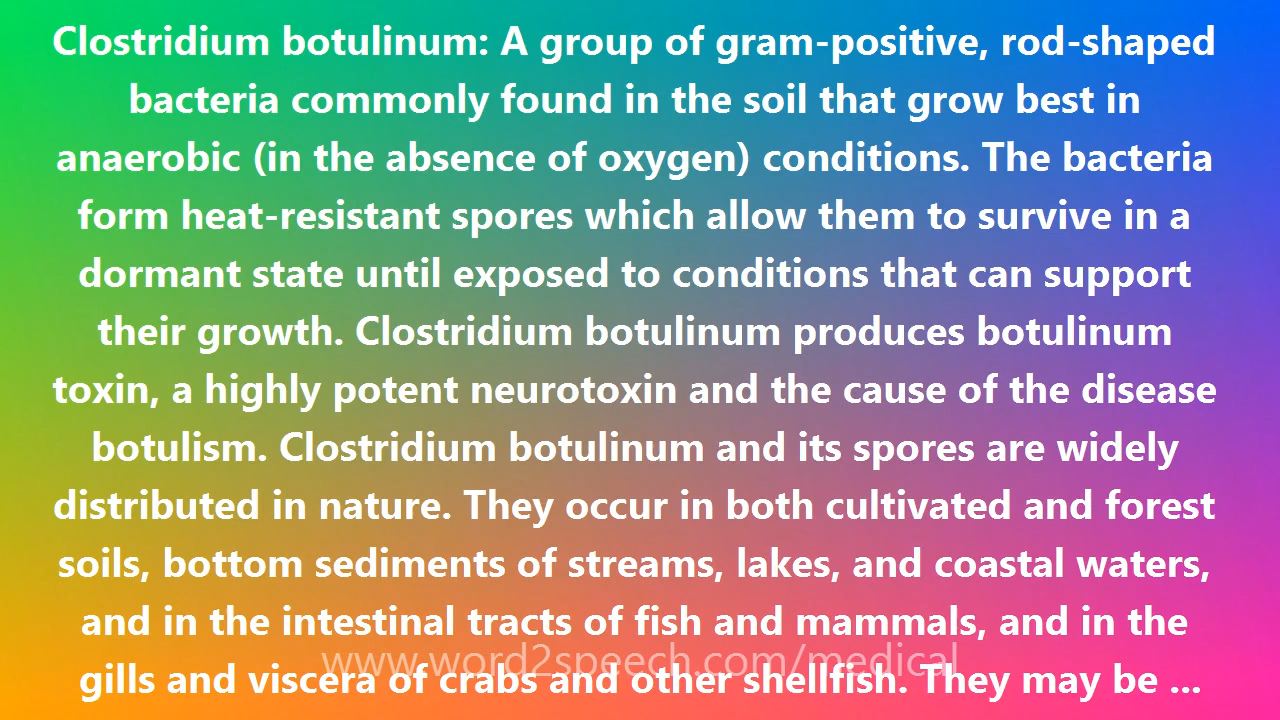 Clostridium botulinum: A group of gram-positive, rod-shaped
bacteria commonly found in the soil that grow best in
anaerobic (in the absence of oxygen) conditions. The bacteria
form heat-resistant spores which allow them to survive in a
dormant state until exposed to conditions that can support
their growth. Clostridium botulinum produces botulinum
toxin, a highly potent neurotoxin and the cause of the disease
botulism. Clostridium botulinum and its spores are widely
distributed in nature. They occur in both cultivated and forest
soils, bottom sediments of streams, lakes, and coastal waters,
and in the intestinal tracts of fish and mammals, and in the
www.word2speech.com/medical
gills and viscera of crabs and other shellfish. They may be ...